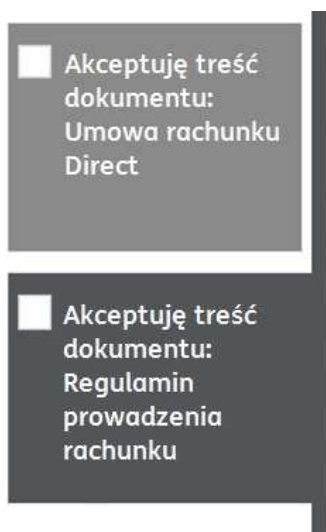 Akceptuję treść
dokumentu:
Umowa rachunku
Direct
Akceptuję treść
dokumentu:
Regulamin
prowadzenia
rachunku